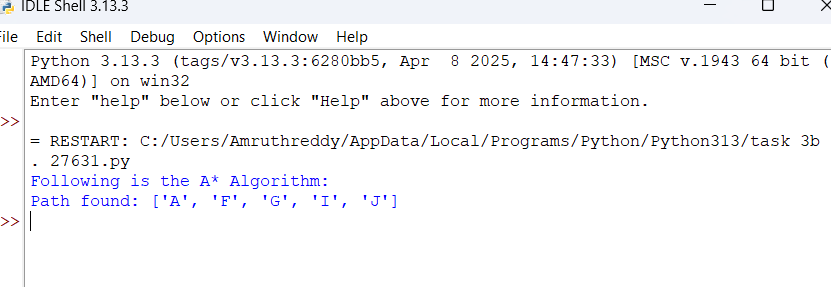 IDLE Shell 3.13.3
File Edit Shell Debug Options Window Help
Python 3.13.3 (tags/v3.13.3:6280bb5, Apr  8 2025, 14:47:33) [MSC v.1943 64 bit (
AMD64)] on win32
Enter "help" below or click "Help" above for more information.
>>
= RESTART: C:/Users/Amruthreddy/AppData/Local/Programs/Python/Python313/task 3b
. 27631.py
Following is the A* Algorithm:
Path found: ['A', 'F', 'G', 'I', 'J']
>>